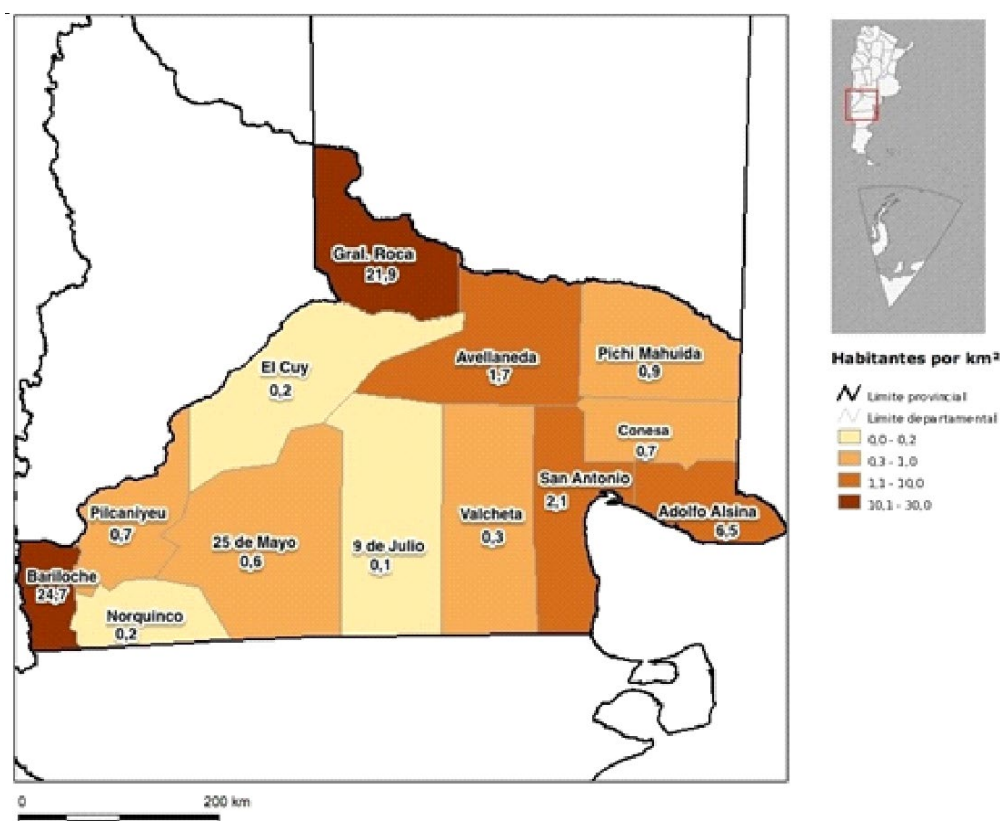 Gral. Roca
21,9
El Cuy
0,2
Avellaneda
1,7
Pichi Mahuida
0,9
Conesa
0,7
San Antonio
2,1
Adolfo Alsina
6,5
Pilcaniyeu
0,7
25 de Mayo
0,6
9 de Julio
0,1
Valcheta
0,3
Bariloche
24,7
Norquinco
0,2
0 200 km
Habitantes por km²
Límite provincial
Límite departamental
0,0 - 0,2
0,3 - 1,0
1,1 - 10,0
10,1 - 30,0